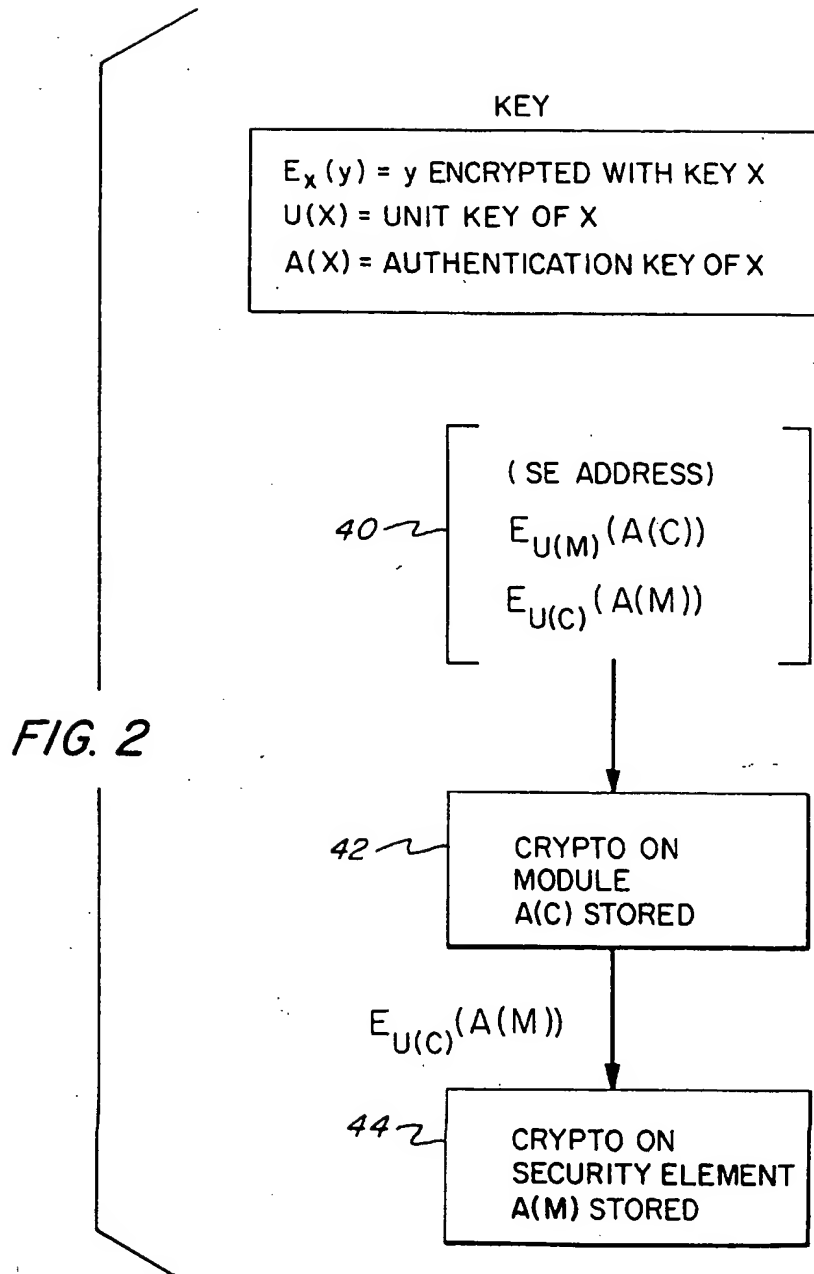 KEY
E_X(y) = y ENCRYPTED WITH KEY X
U(X) = UNIT KEY OF X
A(X) = AUTHENTICATION KEY OF X
(SE ADDRESS)
40
E_U(M)(A(C))
E_U(C)(A(M))
FIG. 2
42
CRYPTO ON
MODULE
A(C) STORED
E_U(C)(A(M))
44
CRYPTO ON
SECURITY ELEMENT
A(M) STORED